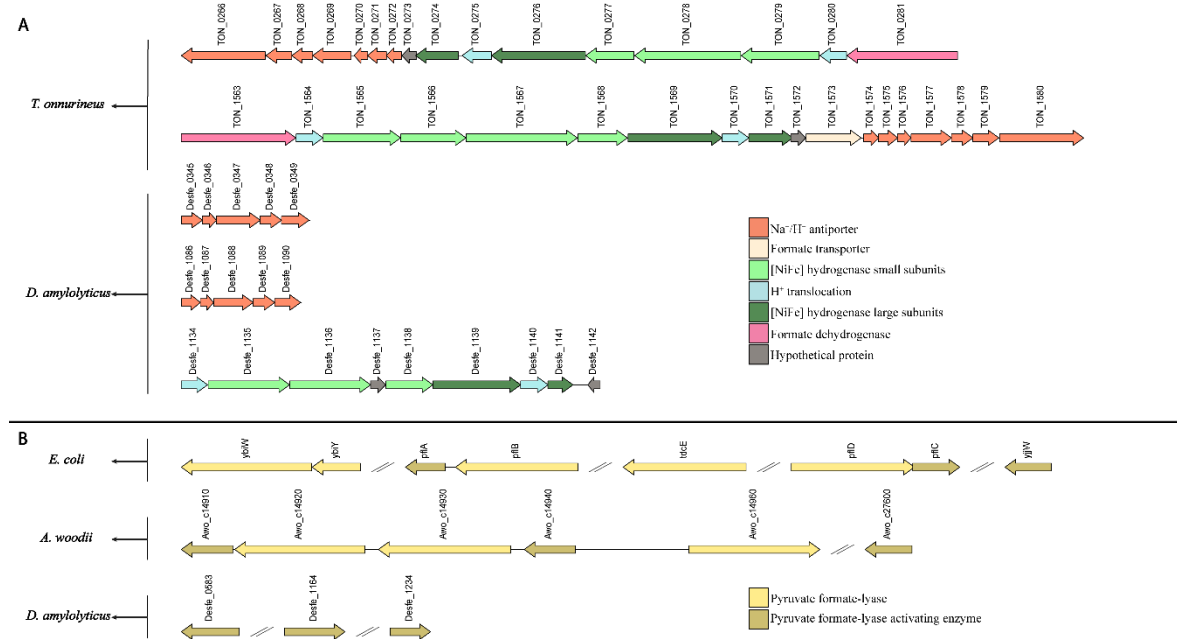 A
TON_0266 TON_0267 TON_0268 TON_0269 TON_0270 TON_0271 TON_0272 TON_0273 TON_0274 TON_0275 TON_0276 TON_0277 TON_0278 TON_0279 TON_0280 TON_0281
T. onnurineus
TON_1563 TON_1564 TON_1565 TON_1566 TON_1567 TON_1568 TON_1569 TON_1570 TON_1571 TON_1572 TON_1573 TON_1574 TON_1575 TON_1576 TON_1577 TON_1578 TON_1579 TON_1580
Desfe_0345 Desfe_0346 Desfe_0347 Desfe_0348 Desfe_0349
D. amylolyticus
Desfe_1086 Desfe_1087 Desfe_1088 Desfe_1089 Desfe_1090
Desfe_1134 Desfe_1135 Desfe_1136 Desfe_1137 Desfe_1138 Desfe_1139 Desfe_1140 Desfe_1141 Desfe_1142
Na⁺/H⁺ antiporter
Formate transporter
[NiFe] hydrogenase small subunits
H⁺ translocation
[NiFe] hydrogenase large subunits
Formate dehydrogenase
Hypothetical protein
B
E. coli
ybiW ybiY pflA pflB tdcE pflD pflC yjjW
A. woodii
Awo_c14910 Awo_c14920 Awo_c14930 Awo_c14940 Awo_c14960 Awo_c27600
D. amylolyticus
Desfe_0583 Desfe_1164 Desfe_1234
Pyruvate formate-lyase
Pyruvate formate-lyase activating enzyme